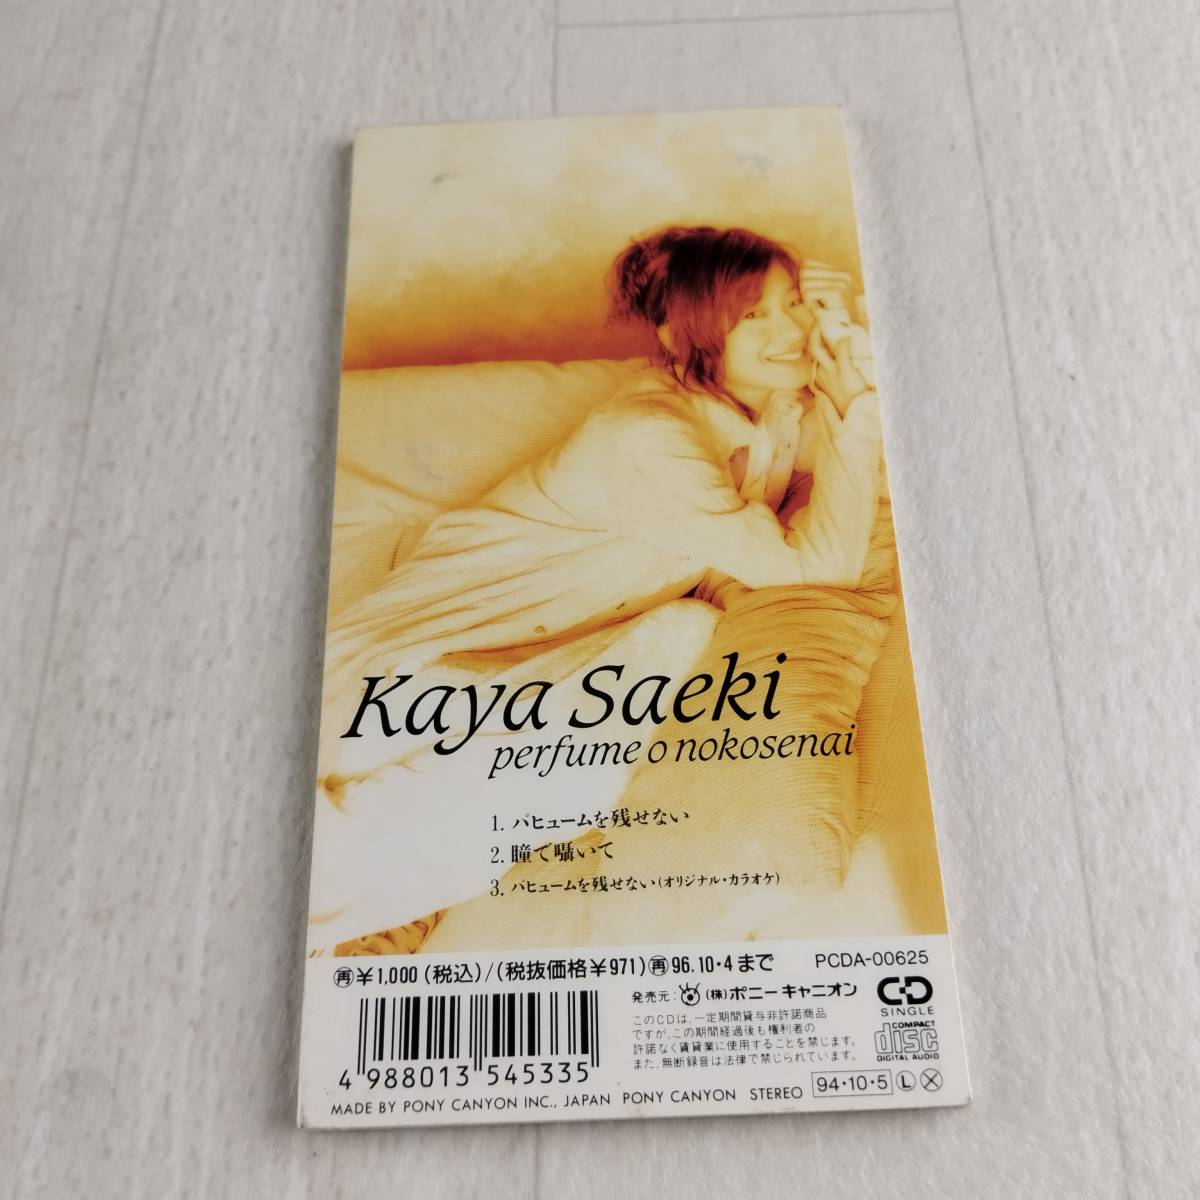 Kaya Saeki
perfume o nokosenai
1. パヒュームを残せない
2. 瞳で囁いて
3. パヒュームを残せない(オリジナル・カラオケ)
再¥1,000(税込)/(税抜価格¥971)再96.10・4まで
PCDA-00625
発売元:(株)ポニーキャニオン
このCDは、一定期間貸与非許諾商品
ですが、この期間経過後も権利者の
許諾なく賃貸業に使用することを禁じます。
また、無断録音は法律で禁じられています。
CD
SINGLE
COMPACT
disc
DIGITAL AUDIO
4 988013 545335
MADE BY PONY CANYON INC., JAPAN PONY CANYON STEREO 94・10・5 L X